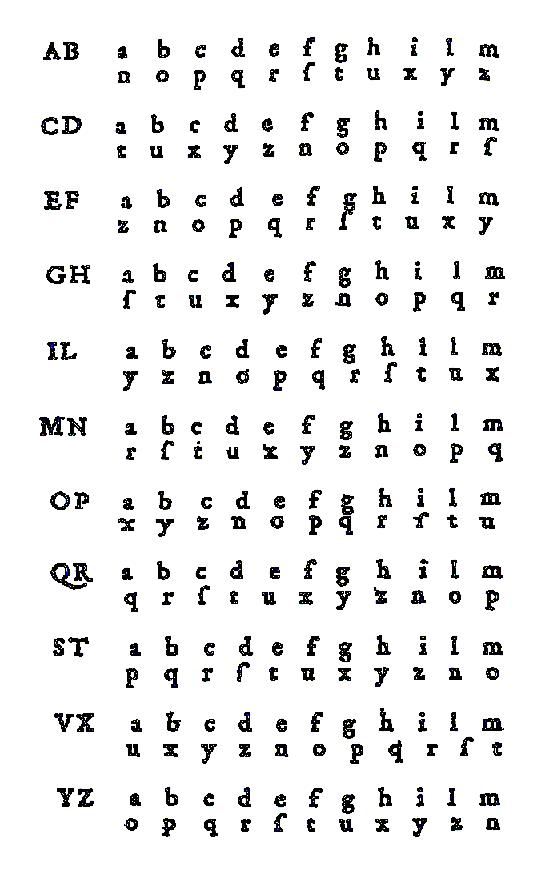 AB a b c d e f g h i l m
n o p q r ſ t u x y z
CD a b c d e f g h i l m
t u x y z n o p q r ſ
EF a b c d e f g h i l m
z n o p q r ſ t u x y
GH a b c d e f g h i l m
ſ t u x y z n o p q r
IL a b c d e f g h i l m
y z n o p q r ſ t u x
MN a b c d e f g h i l m
r ſ t u x y z n o p q
OP a b c d e f g h i l m
x y z n o p q r ſ t u
QR a b c d e f g h i l m
q r ſ t u x y z n o p
ST a b c d e f g h i l m
p q r ſ t u x y z n o
VX a b c d e f g h i l m
u x y z n o p q r ſ t
YZ a b c d e f g h i l m
o p q r ſ t u x y z n